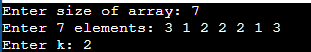 Enter size of array: 7
Enter 7 elements: 3 1 2 2 2 1 3
Enter k: 2